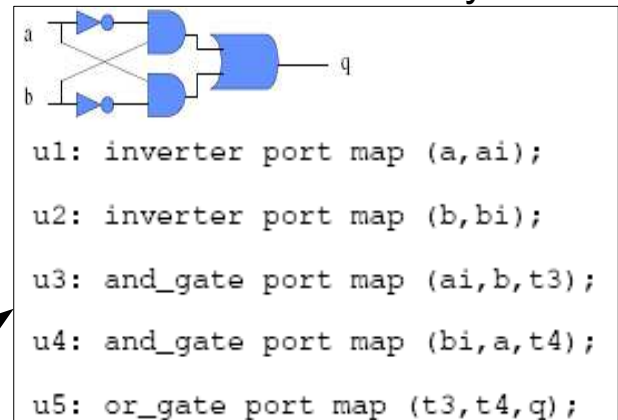 a
q
b
u1: inverter port map (a,ai);
u2: inverter port map (b,bi);
u3: and_gate port map (ai,b,t3);
u4: and_gate port map (bi,a,t4);
u5: or_gate port map (t3,t4,q);